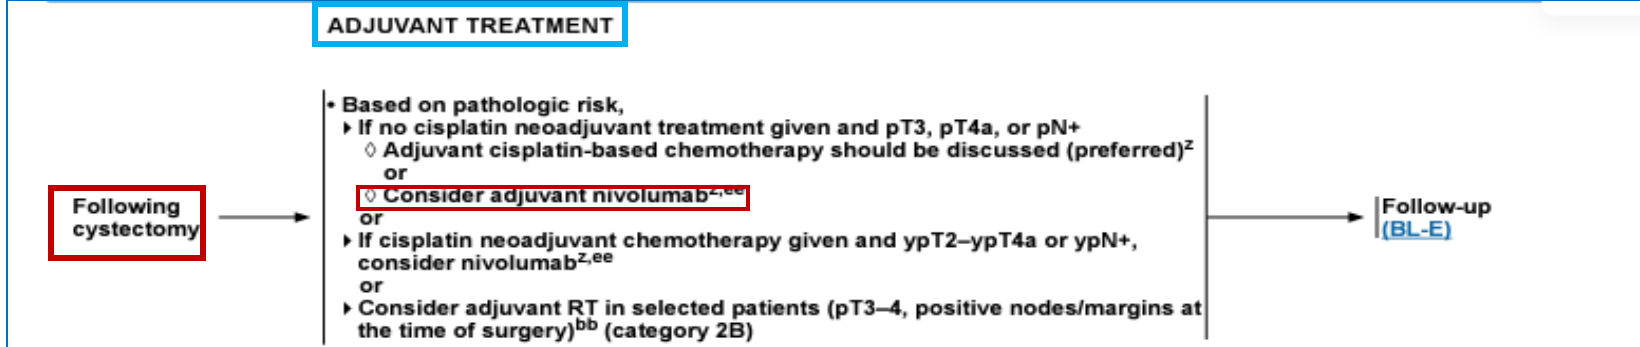 ADJUVANT TREATMENT
• Based on pathologic risk,
▸ If no cisplatin neoadjuvant treatment given and pT3, pT4a, or pN+
◊ Adjuvant cisplatin-based chemotherapy should be discussed (preferred)z
or
◊ Consider adjuvant nivolumabz,ee
or
▸ If cisplatin neoadjuvant chemotherapy given and ypT2–ypT4a or ypN+,
consider nivolumabz,ee
or
▸ Consider adjuvant RT in selected patients (pT3–4, positive nodes/margins at
the time of surgery)bb (category 2B)
Following
cystectomy
Follow-up
(BL-E)